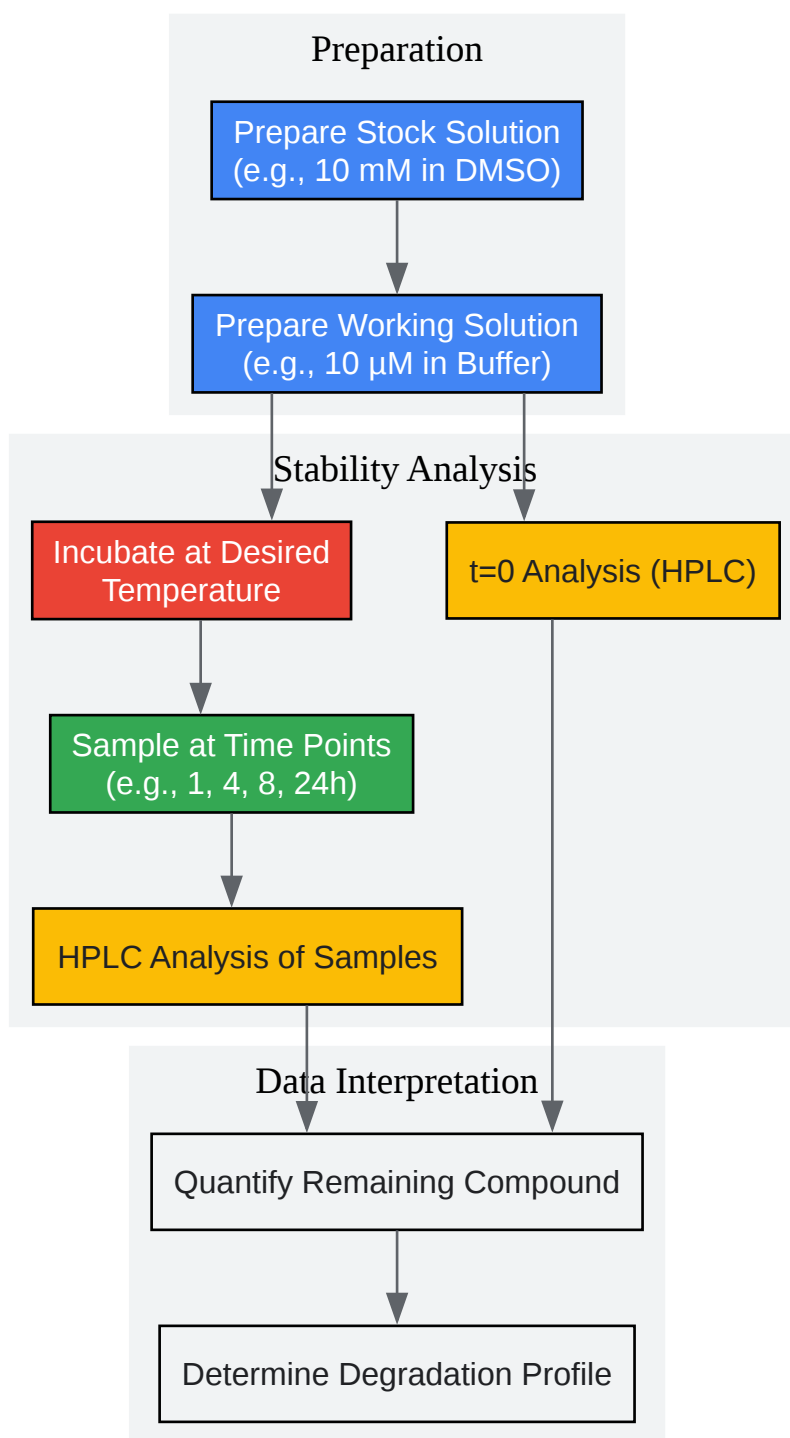 Preparation
Prepare Stock Solution
(e.g., 10 mM in DMSO)
Prepare Working Solution
(e.g., 10 µM in Buffer)
Stability Analysis
Incubate at Desired
Temperature
t=0 Analysis (HPLC)
Sample at Time Points
(e.g., 1, 4, 8, 24h)
HPLC Analysis of Samples
Data Interpretation
Quantify Remaining Compound
Determine Degradation Profile